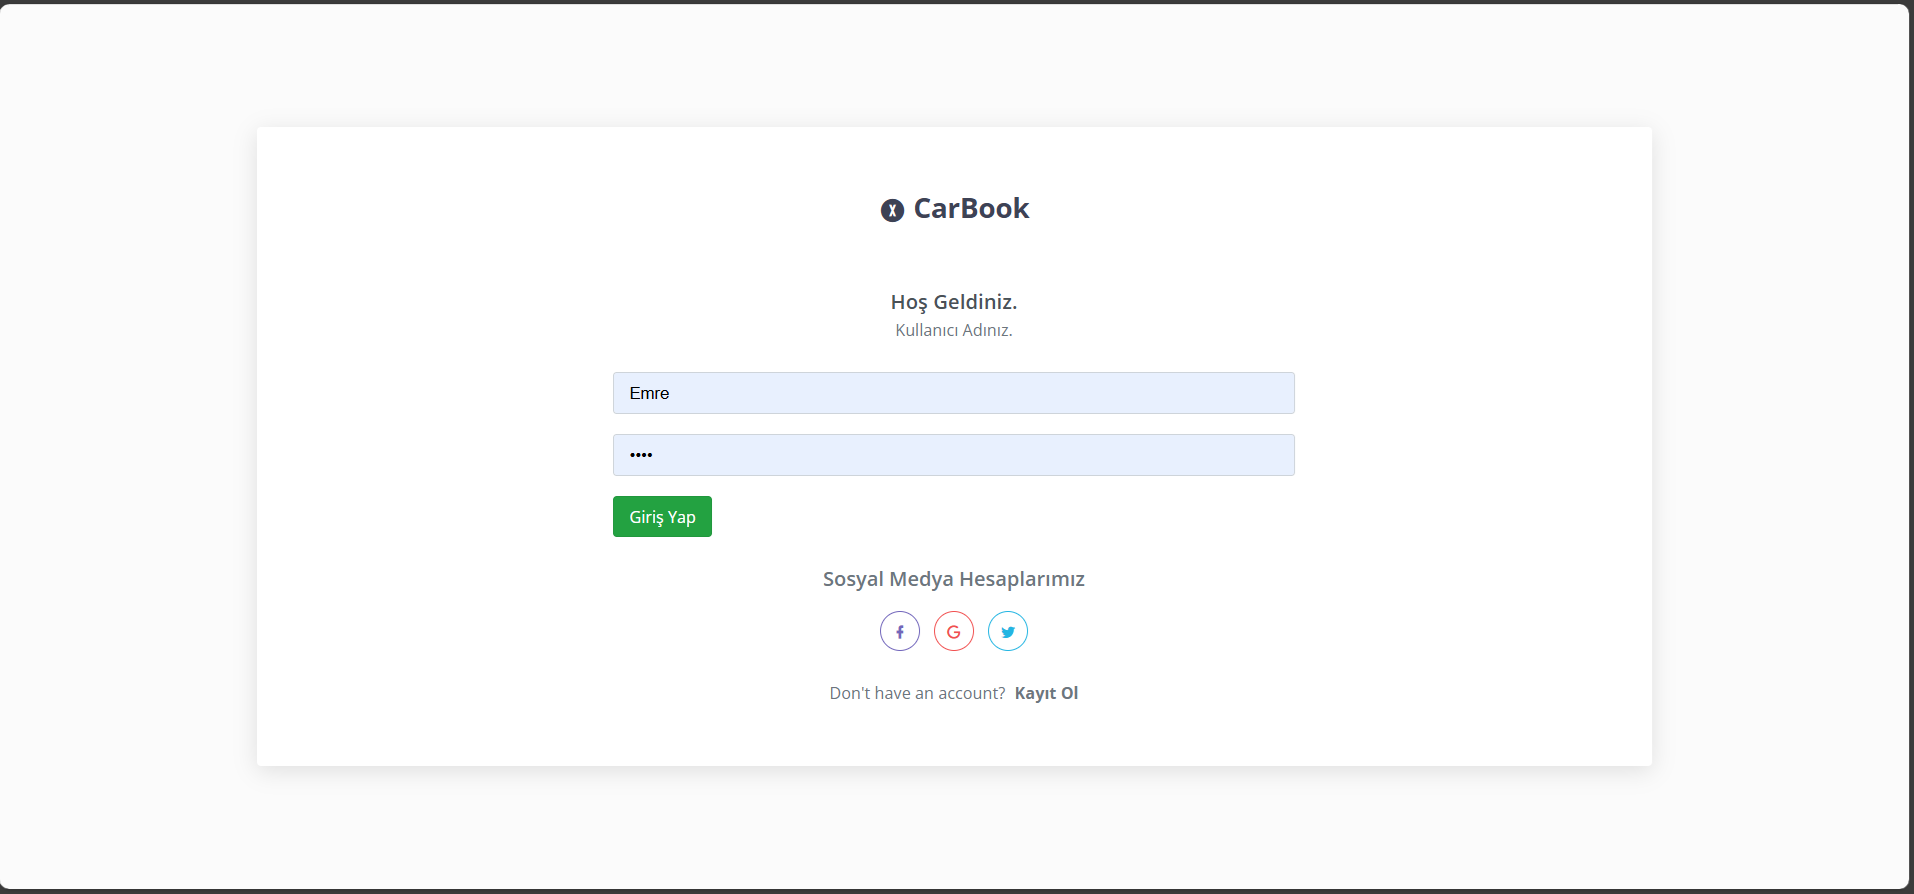 CarBook
Hoş Geldiniz.
Kullanıcı Adınız.
Emre
••••
Giriş Yap
Sosyal Medya Hesaplarımız
Don't have an account? Kayıt Ol